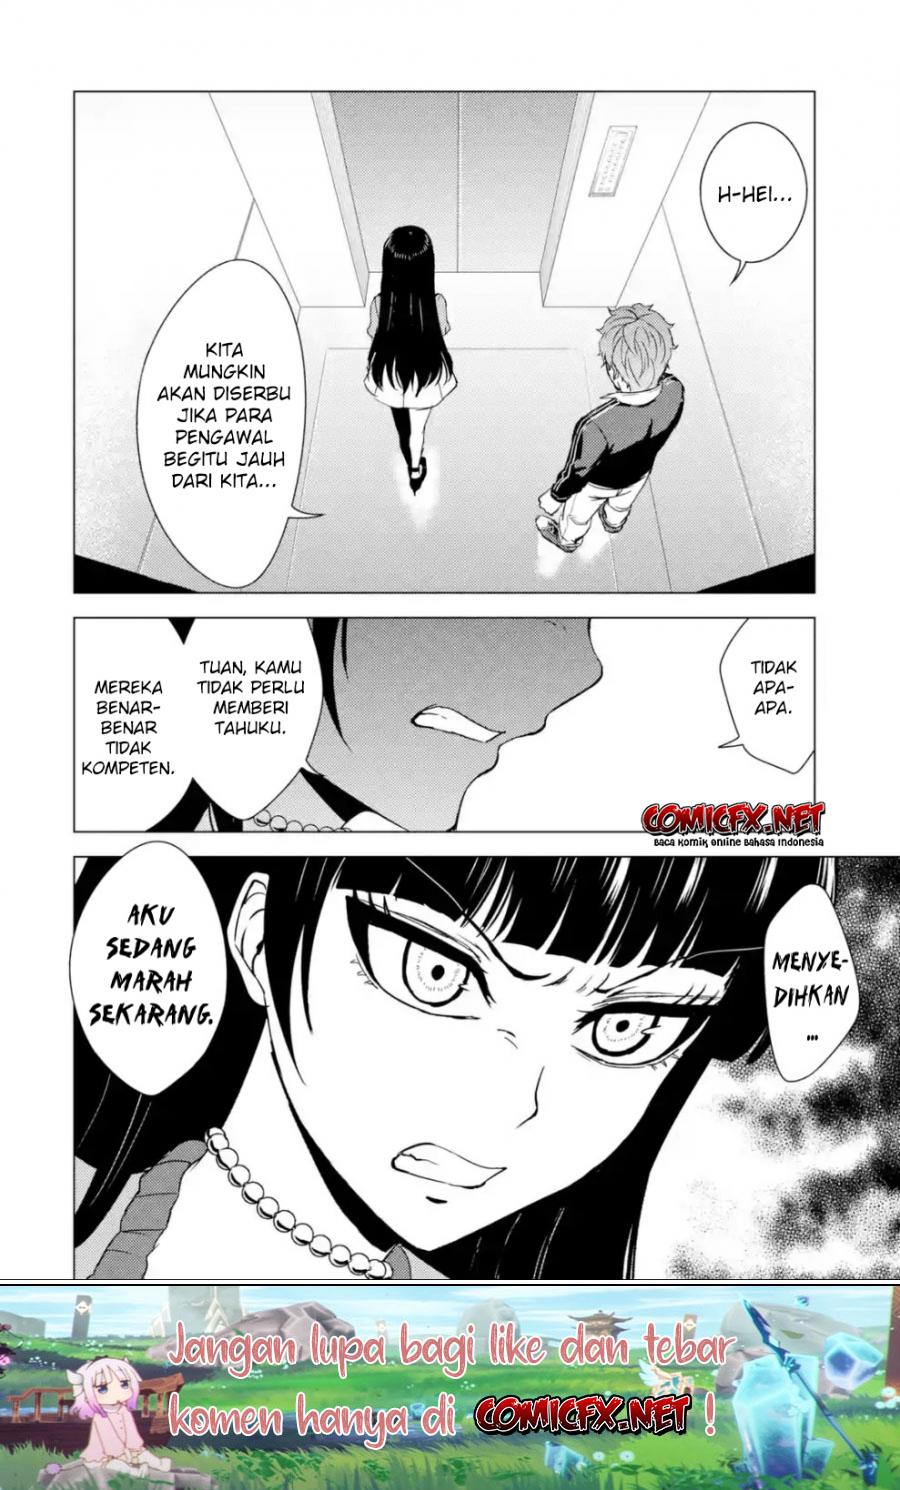 H-HEI...
KITA
MUNGKIN
AKAN DISERBU
JIKA PARA
PENGAWAL
BEGITU JAUH
DARI KITA...
TIDAK
APA-
APA.
TUAN, KAMU
TIDAK PERLU
MEMBERI
TAHUKU.
MEREKA
BENAR-
BENAR
TIDAK
KOMPETEN.
COMICFX.NET
BACA KOMIK ONLINE BAHASA INDONESIA
MENYE-
DIHKAN
...
AKU
SEDANG
MARAH
SEKARANG.
Jangan lupa bagi like dan tebar
komen hanya di COMICFX.NET !